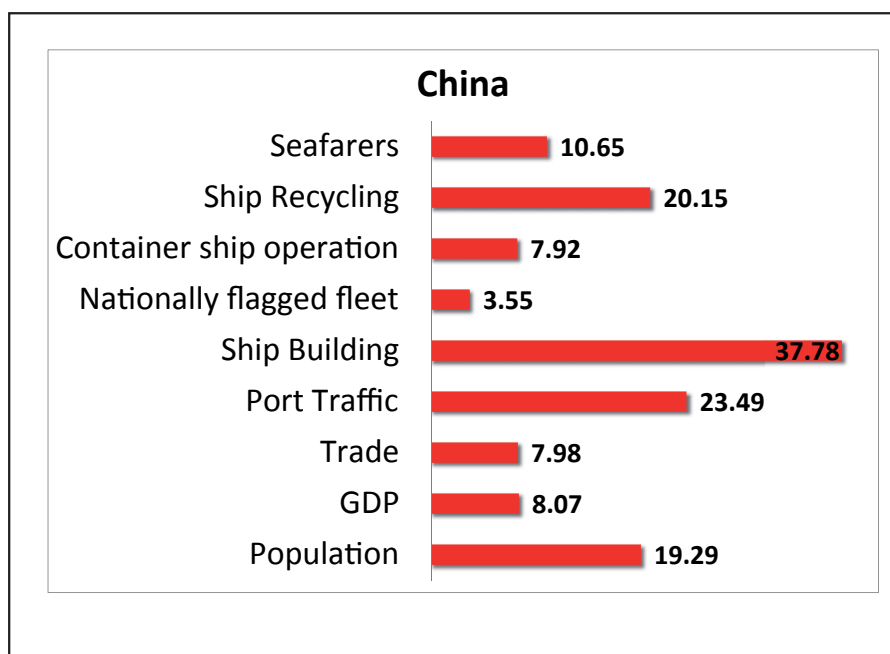 China
Seafarers 10.65
Ship Recycling 20.15
Container ship operation 7.92
Nationally flagged fleet 3.55
Ship Building 37.78
Port Traffic 23.49
Trade 7.98
GDP 8.07
Population 19.29